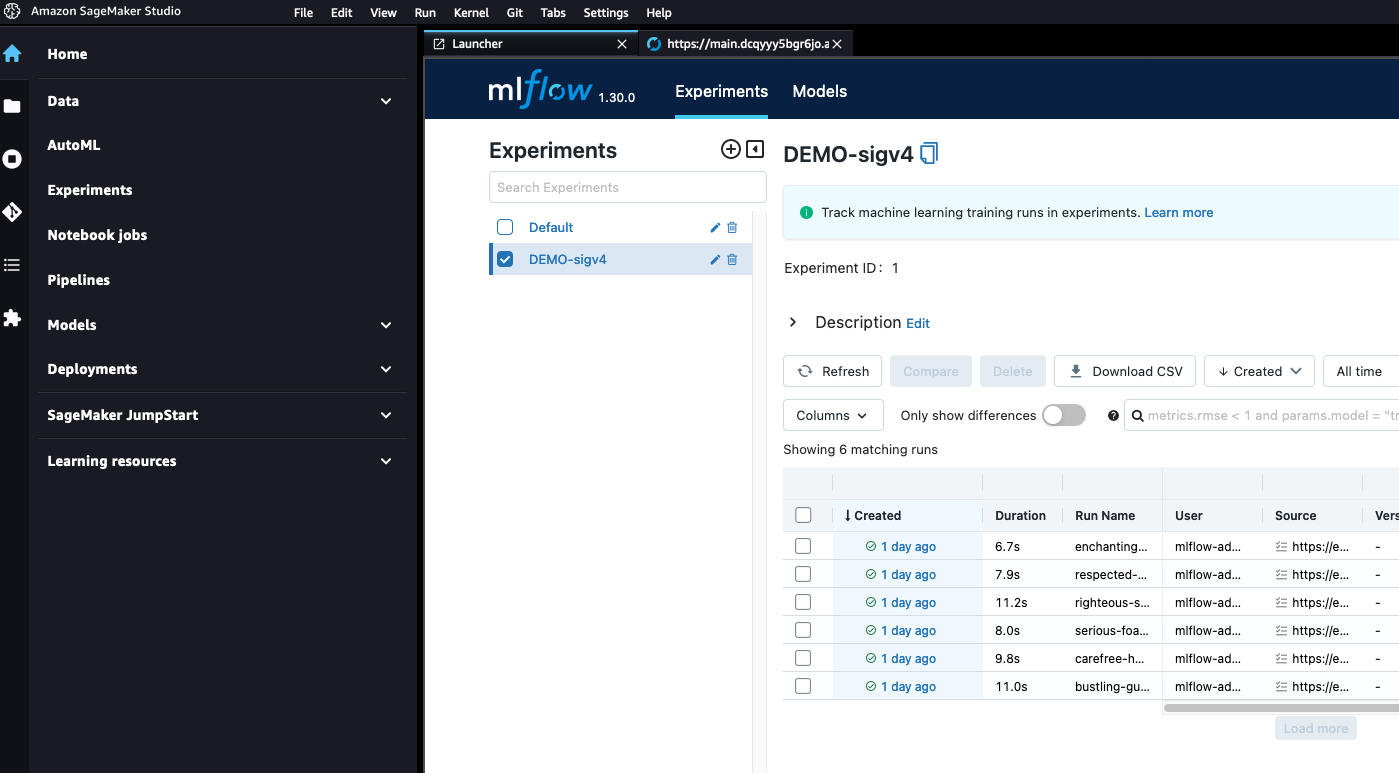 Amazon SageMaker Studio
File Edit View Run Kernel Git Tabs Settings Help
Home
Data
AutoML
Experiments
Notebook jobs
Pipelines
Models
Deployments
SageMaker JumpStart
Learning resources
Launcher
https://main.dcqyyy5bgr6jo.a
mlflow 1.30.0
Experiments Models
Experiments
Search Experiments
Default
DEMO-sigv4
DEMO-sigv4
Track machine learning training runs in experiments. Learn more
Experiment ID: 1
Description Edit
Refresh Compare Delete Download CSV Created All time
Columns Only show differences metrics.rmse < 1 and params.model = "tr
Showing 6 matching runs
Created Duration Run Name User Source Vers
1 day ago 6.7s enchanting... mlflow-ad... https://e... -
1 day ago 7.9s respected-... mlflow-ad... https://e... -
1 day ago 11.2s righteous-s... mlflow-ad... https://e... -
1 day ago 8.0s serious-foa... mlflow-ad... https://e... -
1 day ago 9.8s carefree-h... mlflow-ad... https://e... -
1 day ago 11.0s bustling-gu... mlflow-ad... https://e... -
Load more